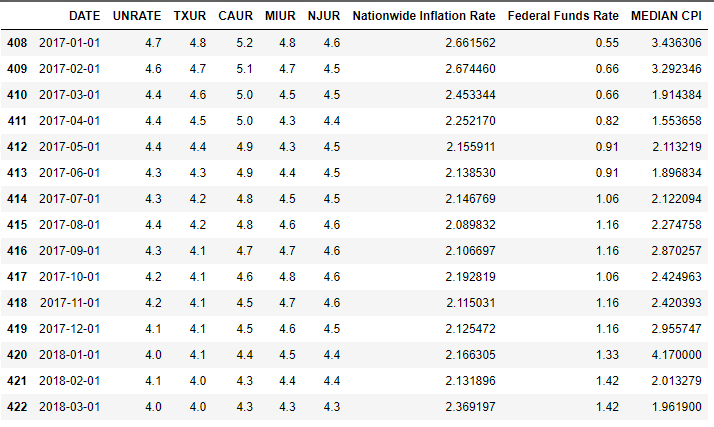 DATE UNRATE TXUR CAUR MIUR NJUR Nationwide Inflation Rate Federal Funds Rate MEDIAN CPI
408 2017-01-01 4.7 4.8 5.2 4.8 4.6 2.661562 0.55 3.436306
409 2017-02-01 4.6 4.7 5.1 4.7 4.5 2.674460 0.66 3.292346
410 2017-03-01 4.4 4.6 5.0 4.5 4.5 2.453344 0.66 1.914384
411 2017-04-01 4.4 4.5 5.0 4.3 4.4 2.252170 0.82 1.553658
412 2017-05-01 4.4 4.4 4.9 4.3 4.5 2.155911 0.91 2.113219
413 2017-06-01 4.3 4.3 4.9 4.4 4.5 2.138530 0.91 1.896834
414 2017-07-01 4.3 4.2 4.8 4.5 4.5 2.146769 1.06 2.122094
415 2017-08-01 4.4 4.2 4.8 4.6 4.6 2.089832 1.16 2.274758
416 2017-09-01 4.3 4.1 4.7 4.7 4.6 2.106697 1.16 2.870257
417 2017-10-01 4.2 4.1 4.6 4.8 4.6 2.192819 1.06 2.424963
418 2017-11-01 4.2 4.1 4.5 4.7 4.6 2.115031 1.16 2.420393
419 2017-12-01 4.1 4.1 4.5 4.6 4.5 2.125472 1.16 2.955747
420 2018-01-01 4.0 4.1 4.4 4.5 4.4 2.166305 1.33 4.170000
421 2018-02-01 4.1 4.0 4.3 4.4 4.4 2.131896 1.42 2.013279
422 2018-03-01 4.0 4.0 4.3 4.3 4.3 2.369197 1.42 1.961900